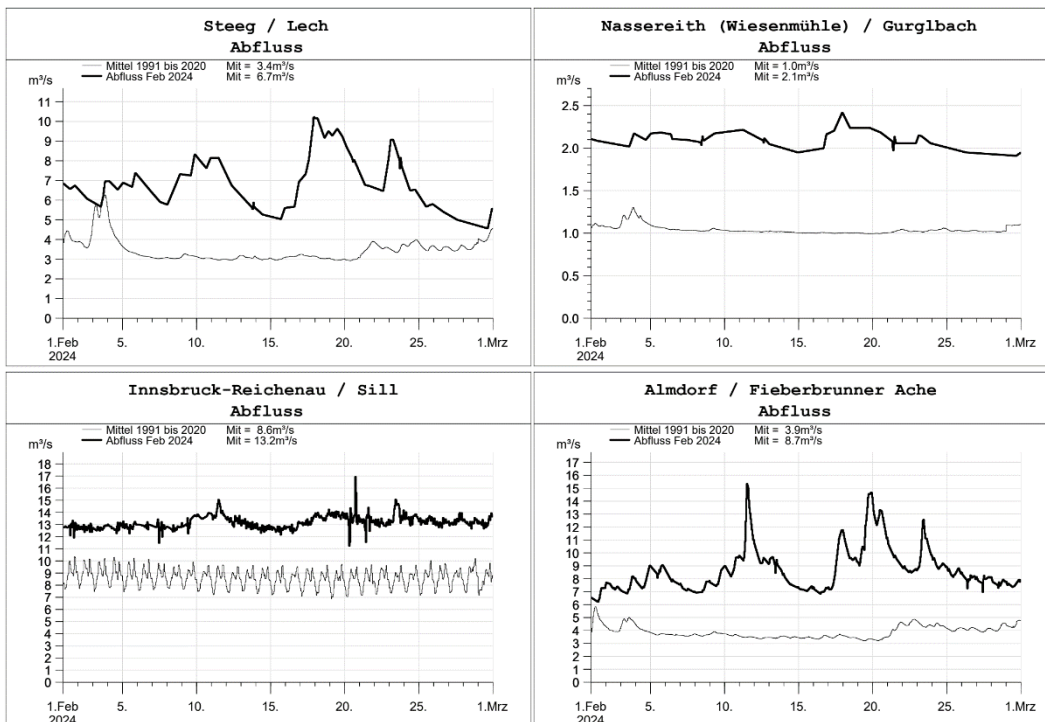 Steeg / Lech
Abfluss
Mittel 1991 bis 2020 Mit = 3.4m³/s
Abfluss Feb 2024 Mit = 6.7m³/s
m³/s
11
10
9
8
7
6
5
4
3
2
1
0
1.Feb 5. 10. 15. 20. 25. 1.Mrz
2024
Nassereith (Wiesenmühle) / Gurglbach
Abfluss
Mittel 1991 bis 2020 Mit = 1.0m³/s
Abfluss Feb 2024 Mit = 2.1m³/s
m³/s
2.5
2.0
1.5
1.0
0.5
0.0
1.Feb 5. 10. 15. 20. 25. 1.Mrz
2024
Innsbruck-Reichenau / Sill
Abfluss
Mittel 1991 bis 2020 Mit = 8.6m³/s
Abfluss Feb 2024 Mit = 13.2m³/s
m³/s
18
17
16
15
14
13
12
11
10
9
8
7
6
5
4
3
2
1
0
1.Feb 5. 10. 15. 20. 25. 1.Mrz
2024
Almdorf / Fieberbrunner Ache
Abfluss
Mittel 1991 bis 2020 Mit = 3.9m³/s
Abfluss Feb 2024 Mit = 8.7m³/s
m³/s
17
16
15
14
13
12
11
10
9
8
7
6
5
4
3
2
1
0
1.Feb 5. 10. 15. 20. 25. 1.Mrz
2024